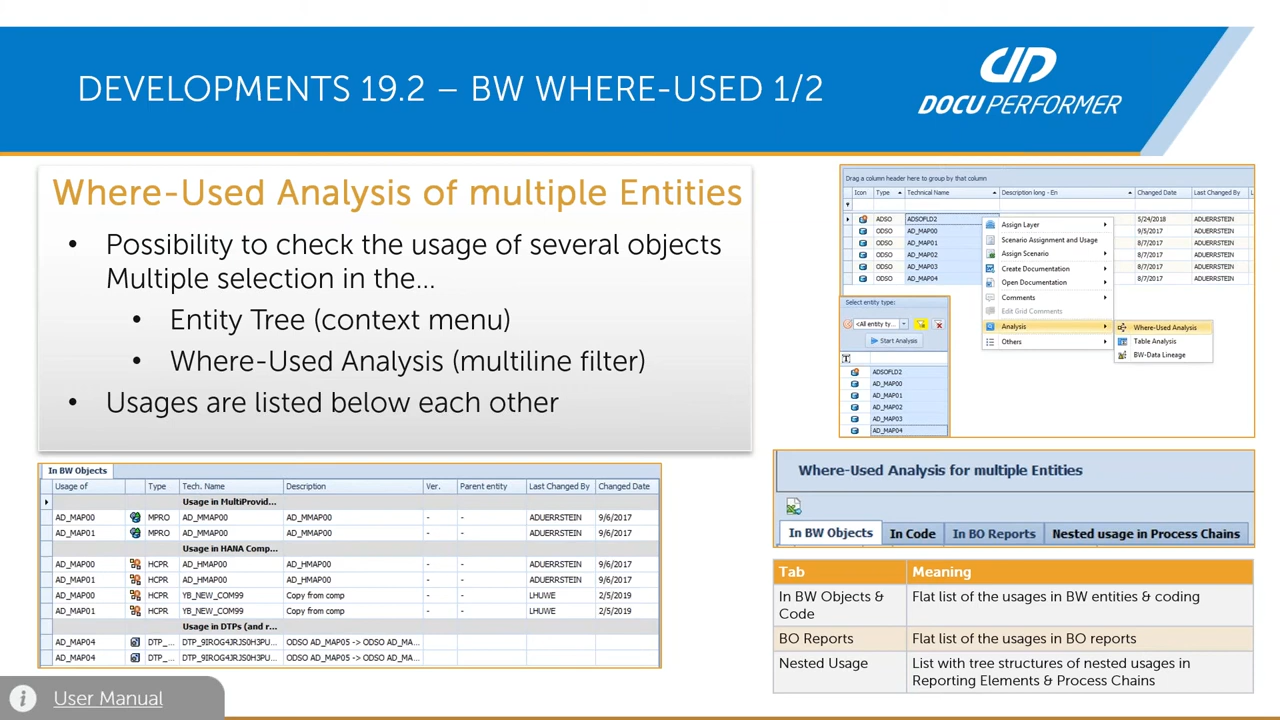 DEVELOPMENTS 19.2 – BW WHERE-USED 1/2
DOCU PERFORMER
Where-Used Analysis of multiple Entities
• Possibility to check the usage of several objects
Multiple selection in the...
• Entity Tree (context menu)
• Where-Used Analysis (multiline filter)
• Usages are listed below each other
Drag a column header here to group by that column
Icon Type Technical Name Description long - En Changed Date Last Changed By
ADSO ADSOFLD2 5/24/2018 ADUERRSTEIN
ODSO AD_MAP00 9/5/2017 ADUERRSTEIN
ODSO AD_MAP01 8/7/2017 ADUERRSTEIN
ODSO AD_MAP02 8/7/2017 ADUERRSTEIN
ODSO AD_MAP03 8/7/2017 ADUERRSTEIN
ODSO AD_MAP04 8/7/2017 ADUERRSTEIN
Assign Layer
Scenario Assignment and Usage
Assign Scenario
Create Documentation
Open Documentation
Comments
Edit Grid Comments
Analysis
Others
Where-Used Analysis
Table Analysis
BW-Data Lineage
Select entity type:
<All entity ty...
Start Analysis
ADSOFLD2
AD_MAP00
AD_MAP01
AD_MAP02
AD_MAP03
AD_MAP04
In BW Objects
Usage of Type Tech. Name Description Ver. Parent entity Last Changed By Changed Date
Usage in MultiProvid...
AD_MAP00 MPRO AD_MMAP00 AD_MMAP00 - - ADUERRSTEIN 9/6/2017
AD_MAP01 MPRO AD_MMAP00 AD_MMAP00 - - ADUERRSTEIN 9/6/2017
Usage in HANA Comp...
AD_MAP00 HCPR AD_HMAP00 AD_HMAP00 - - ADUERRSTEIN 9/6/2017
AD_MAP01 HCPR AD_HMAP00 AD_HMAP00 - - ADUERRSTEIN 9/6/2017
AD_MAP00 HCPR YB_NEW_COM99 Copy from comp - - LHUWE 2/5/2019
AD_MAP01 HCPR YB_NEW_COM99 Copy from comp - - LHUWE 2/5/2019
Usage in DTPs (and r...
AD_MAP04 DTP_... DTP_9IROG4JRJS0H3PU... ODSO AD_MAP05 -> ODSO AD_MAP... - -
AD_MAP04 DTP_... DTP_9IROG4JRJS0H3PU... ODSO AD_MAP05 -> ODSO AD_MAP... - -
Where-Used Analysis for multiple Entities
In BW Objects In Code In BO Reports Nested usage in Process Chains
Tab Meaning
In BW Objects & Code Flat list of the usages in BW entities & coding
BO Reports Flat list of the usages in BO reports
Nested Usage List with tree structures of nested usages in
Reporting Elements & Process Chains
User Manual